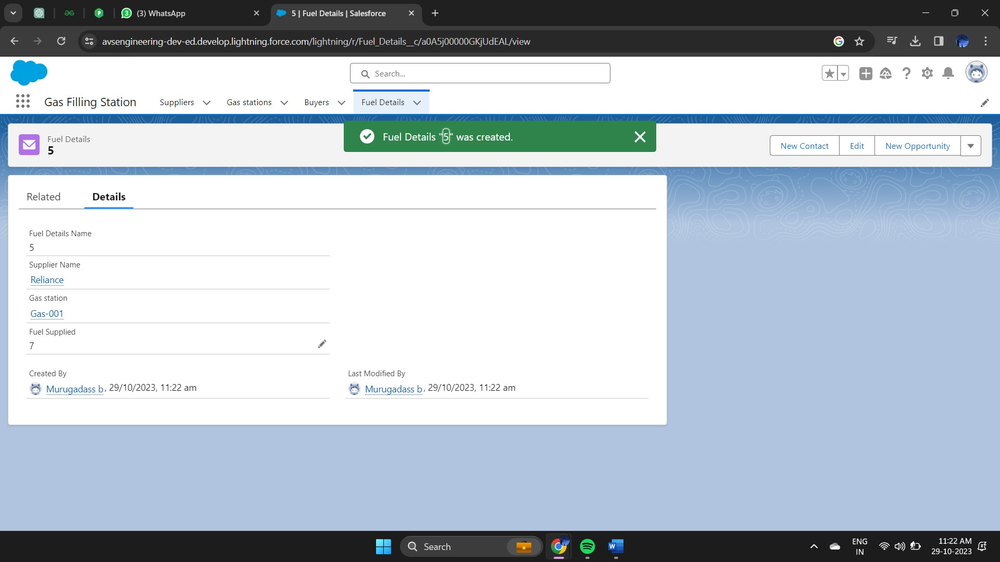 (3) WhatsApp
5 | Fuel Details | Salesforce
avsengineering-dev-ed.develop.lightning.force.com/lightning/r/Fuel_Details__c/a0A5j00000GKjUdEAL/view
Search...
Gas Filling Station
Suppliers
Gas stations
Buyers
Fuel Details
Fuel Details
5
Fuel Details "5" was created.
New Contact
Edit
New Opportunity
Related
Details
Fuel Details Name
5
Supplier Name
Reliance
Gas station
Gas-001
Fuel Supplied
7
Created By
Murugadass b, 29/10/2023, 11:22 am
Last Modified By
Murugadass b, 29/10/2023, 11:22 am
Search
ENG
IN
11:22 AM
29-10-2023